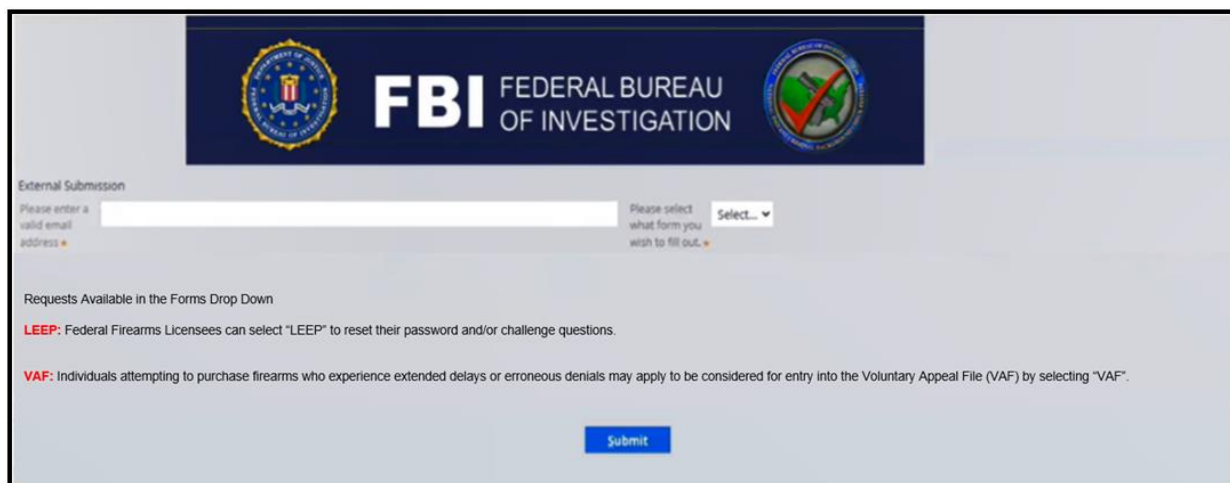 FBI FEDERAL BUREAU
OF INVESTIGATION
External Submission
Please enter a
valid email
address *
Please select
what form you
wish to fill out. *
Select...
Requests Available in the Forms Drop Down
LEEP: Federal Firearms Licensees can select “LEEP” to reset their password and/or challenge questions.
VAF: Individuals attempting to purchase firearms who experience extended delays or erroneous denials may apply to be considered for entry into the Voluntary Appeal File (VAF) by selecting “VAF”.
Submit